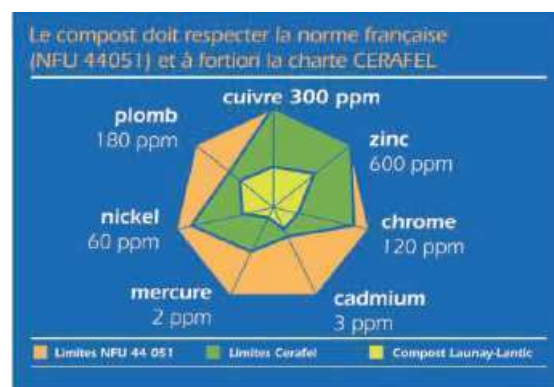 Le compost doit respecter la norme française
(NFU 44051) et à fortiori la charte CERAFEL
cuivre 300 ppm
plomb
180 ppm
zinc
600 ppm
nickel
60 ppm
chrome
120 ppm
mercure
2 ppm
cadmium
3 ppm
Limites NFU 44 051
Limites Cerafel
Compost Launay-Lantic